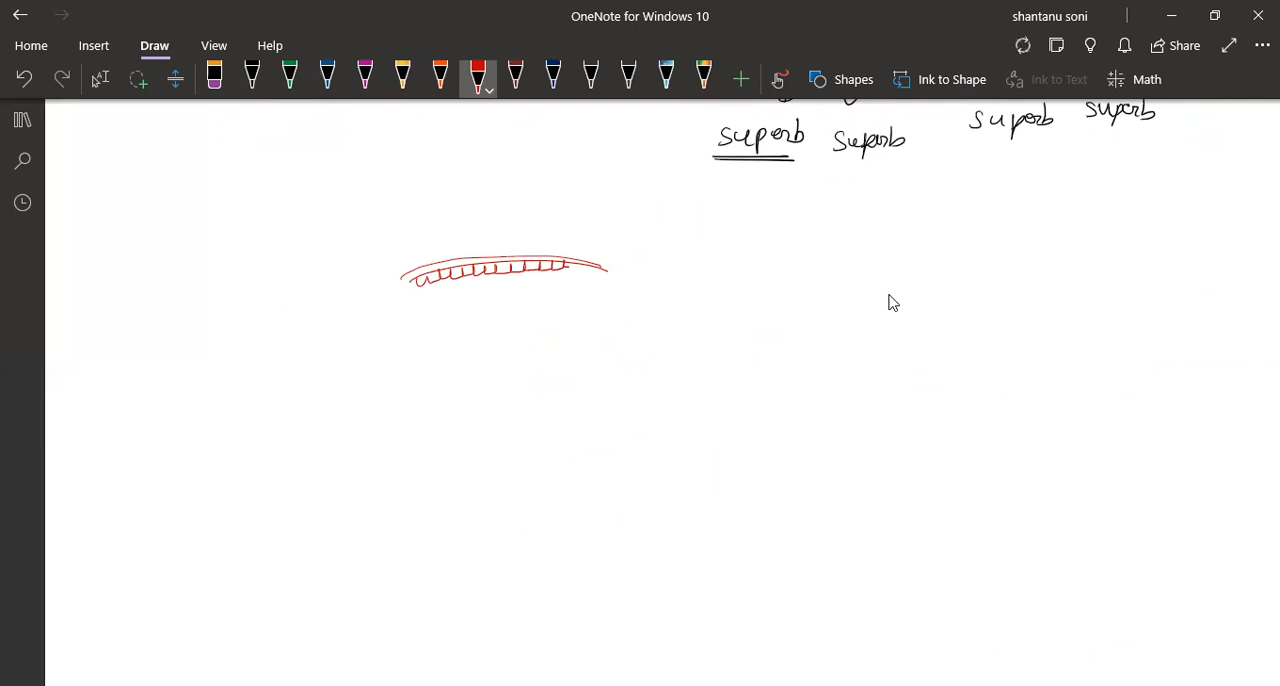 OneNote for Windows 10
shantanu soni
Home Insert Draw View Help
Share
Shapes Ink to Shape Ink to Text Math
superb superb superb superb